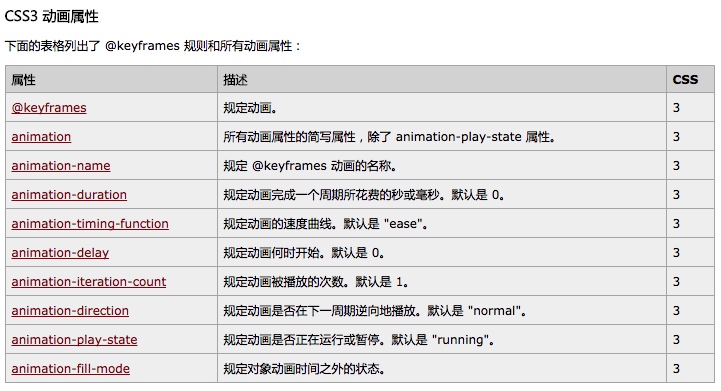 CSS3 动画属性
下面的表格列出了 @keyframes 规则和所有动画属性：
属性 描述 CSS
@keyframes 规定动画。 3
animation 所有动画属性的简写属性，除了 animation-play-state 属性。 3
animation-name 规定 @keyframes 动画的名称。 3
animation-duration 规定动画完成一个周期所花费的秒或毫秒。默认是 0。 3
animation-timing-function 规定动画的速度曲线。默认是 "ease"。 3
animation-delay 规定动画何时开始。默认是 0。 3
animation-iteration-count 规定动画被播放的次数。默认是 1。 3
animation-direction 规定动画是否在下一周期逆向地播放。默认是 "normal"。 3
animation-play-state 规定动画是否正在运行或暂停。默认是 "running"。 3
animation-fill-mode 规定对象动画时间之外的状态。 3